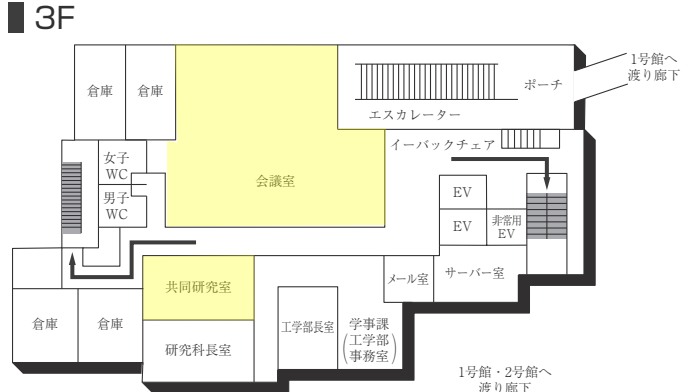 3F
倉庫
倉庫
エスカレーター
ポーチ
1号館へ
渡り廊下
イーバックチェア
女子
WC
男子
WC
会議室
EV
EV
非常用
EV
共同研究室
メール室
サーバー室
倉庫
倉庫
研究科長室
工学部長室
学事課
(工学部
事務室)
1号館・2号館へ
渡り廊下